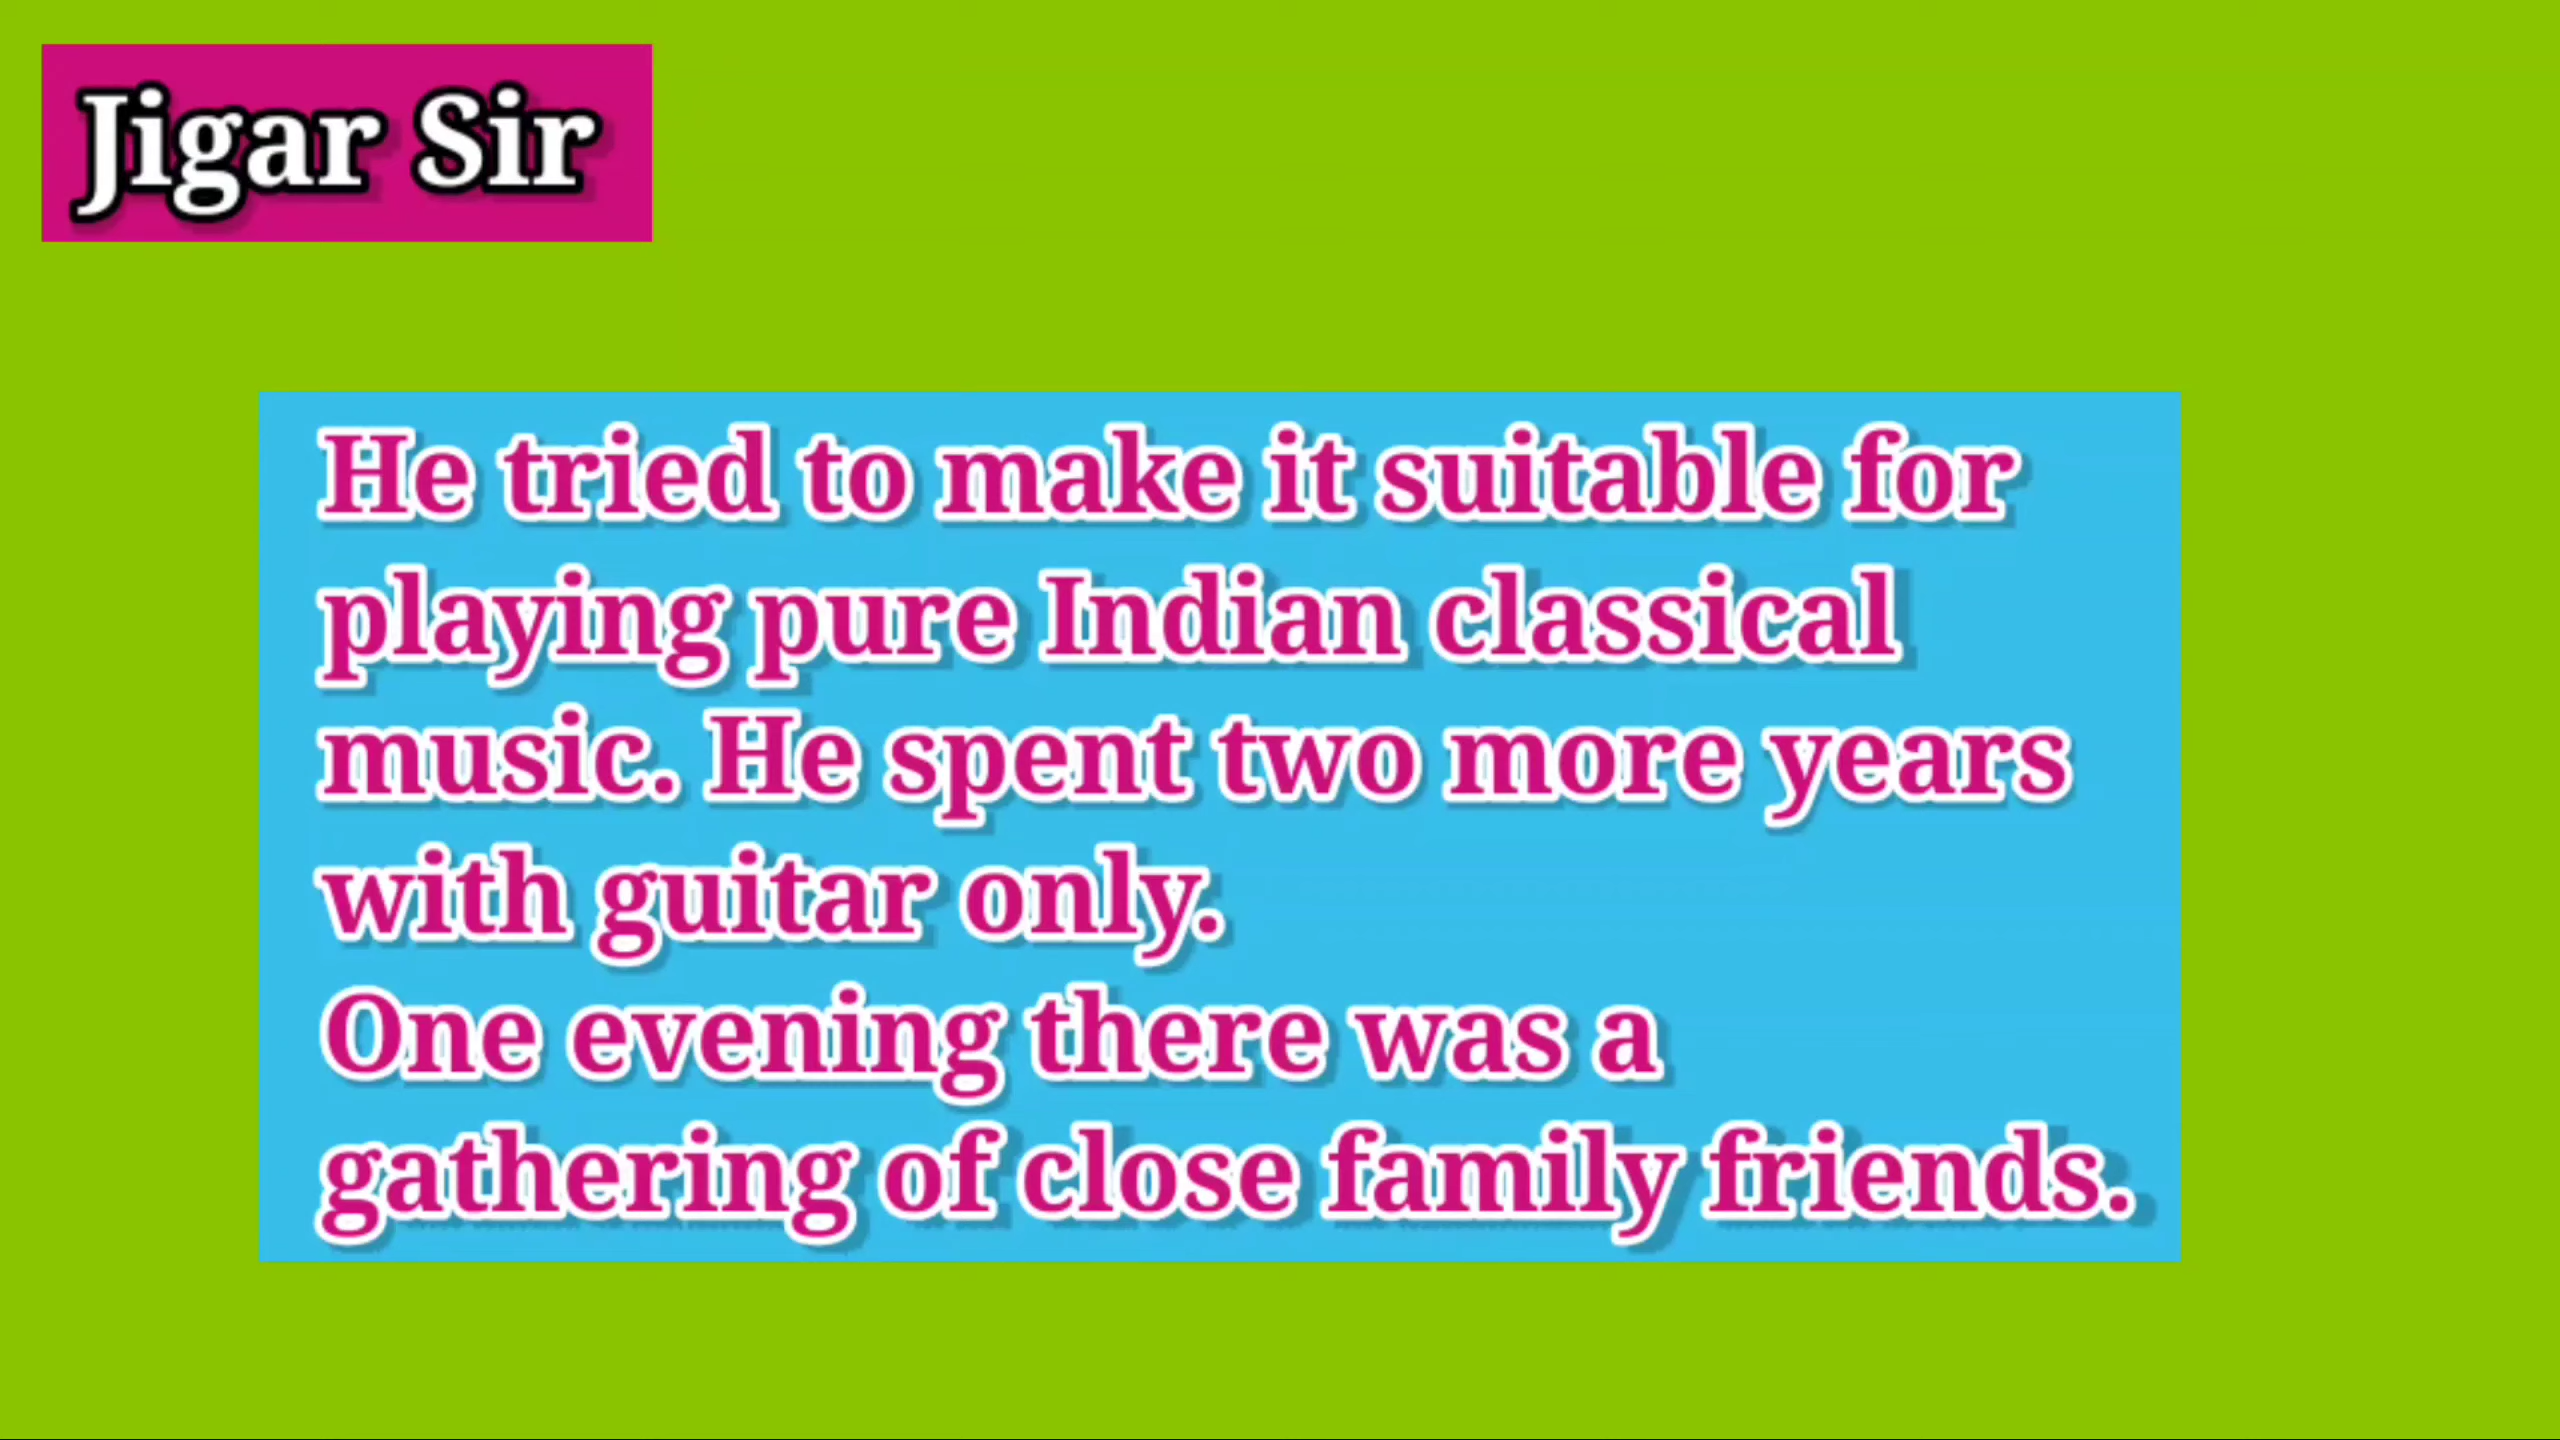 Jigar Sir
He tried to make it suitable for
playing pure Indian classical
music. He spent two more years
with guitar only.
One evening there was a
gathering of close family friends.